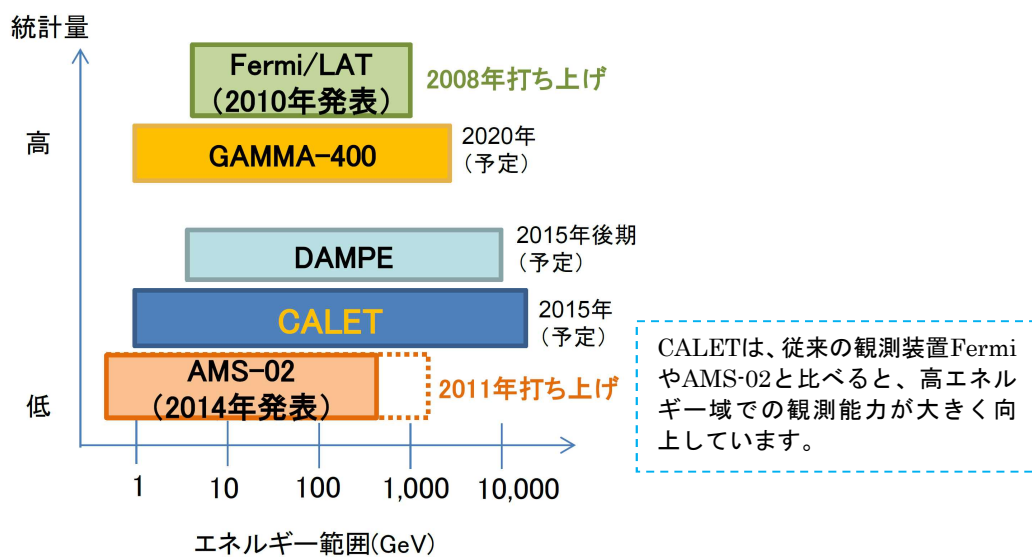 統計量
Fermi/LAT
（2010年発表）
2008年打ち上げ
高
GAMMA-400
2020年
(予定)
DAMPE
2015年後期
(予定)
CALET
2015年
(予定)
AMS-02
（2014年発表）
2011年打ち上げ
低
1 10 100 1,000 10,000
エネルギー範囲(GeV)
CALETは、従来の観測装置Fermi
やAMS-02と比べると、高エネル
ギー域での観測能力が大きく向
上しています。